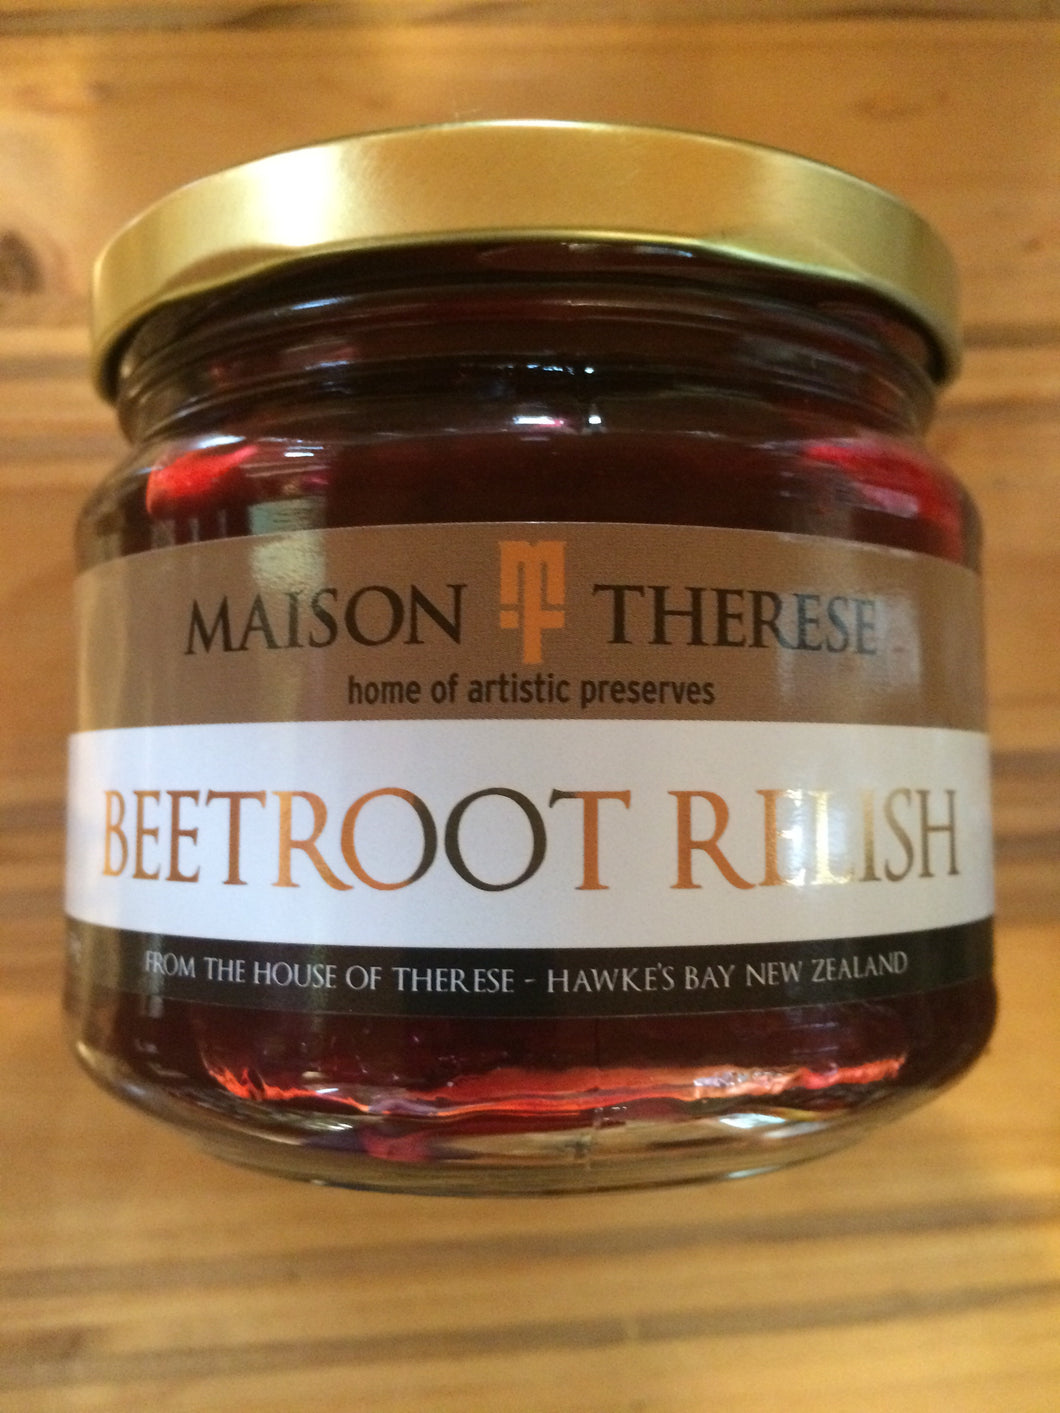 MAISON THERESE
home of artistic preserves
BEETROOT RELISH
FROM THE HOUSE OF THERESE - HAWKE'S BAY NEW ZEALAND